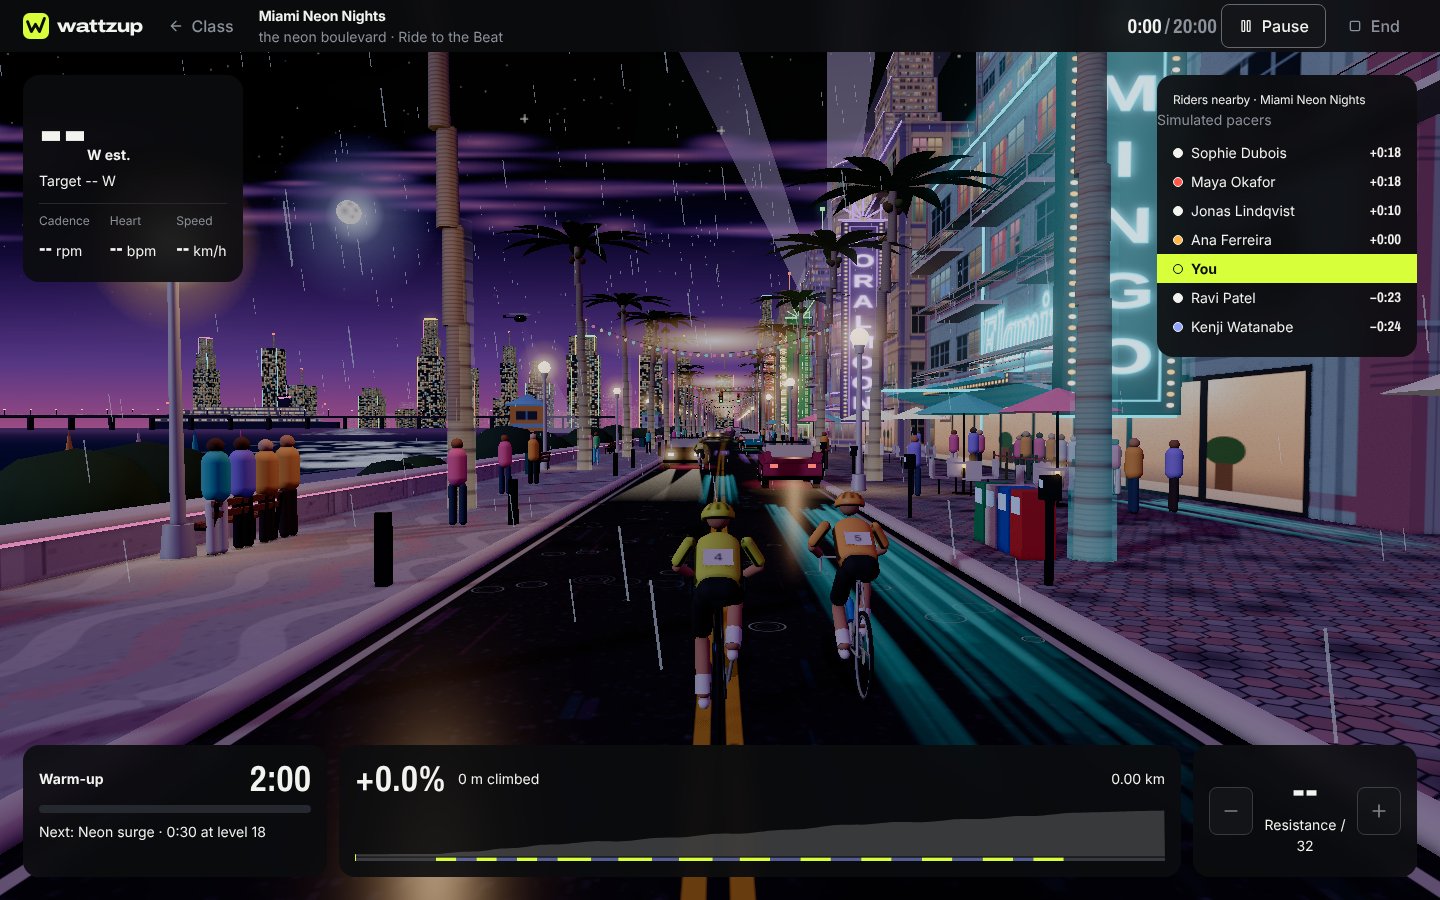 wattzup
Class
Miami Neon Nights
the neon boulevard · Ride to the Beat
0:00 / 20:00
Pause
End
--
W est.
Target -- W
Cadence Heart Speed
-- rpm -- bpm -- km/h
Riders nearby · Miami Neon Nights
Simulated pacers
Sophie Dubois +0:18
Maya Okafor +0:18
Jonas Lindqvist +0:10
Ana Ferreira +0:00
You
Ravi Patel −0:23
Kenji Watanabe −0:24
MINGO
4
5
Warm-up 2:00
Next: Neon surge · 0:30 at level 18
+0.0% 0 m climbed 0.00 km
--
Resistance /
32